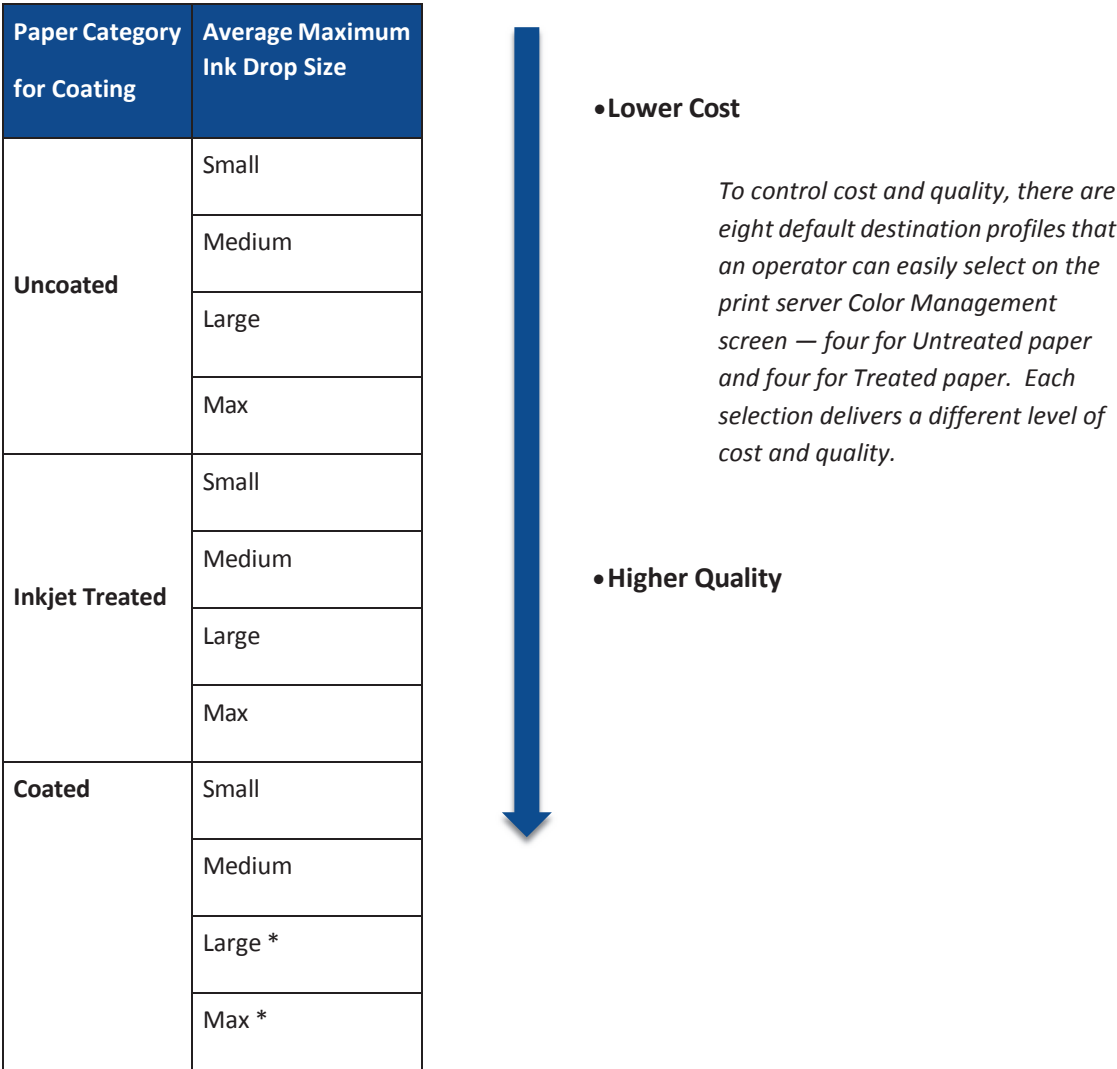 Paper Category
for Coating
Average Maximum
Ink Drop Size
Uncoated
Small
Medium
Large
Max
Inkjet Treated
Small
Medium
Large
Max
Coated
Small
Medium
Large *
Max *
•Lower Cost
To control cost and quality, there are
eight default destination profiles that
an operator can easily select on the
print server Color Management
screen — four for Untreated paper
and four for Treated paper.  Each
selection delivers a different level of
cost and quality.
•Higher Quality